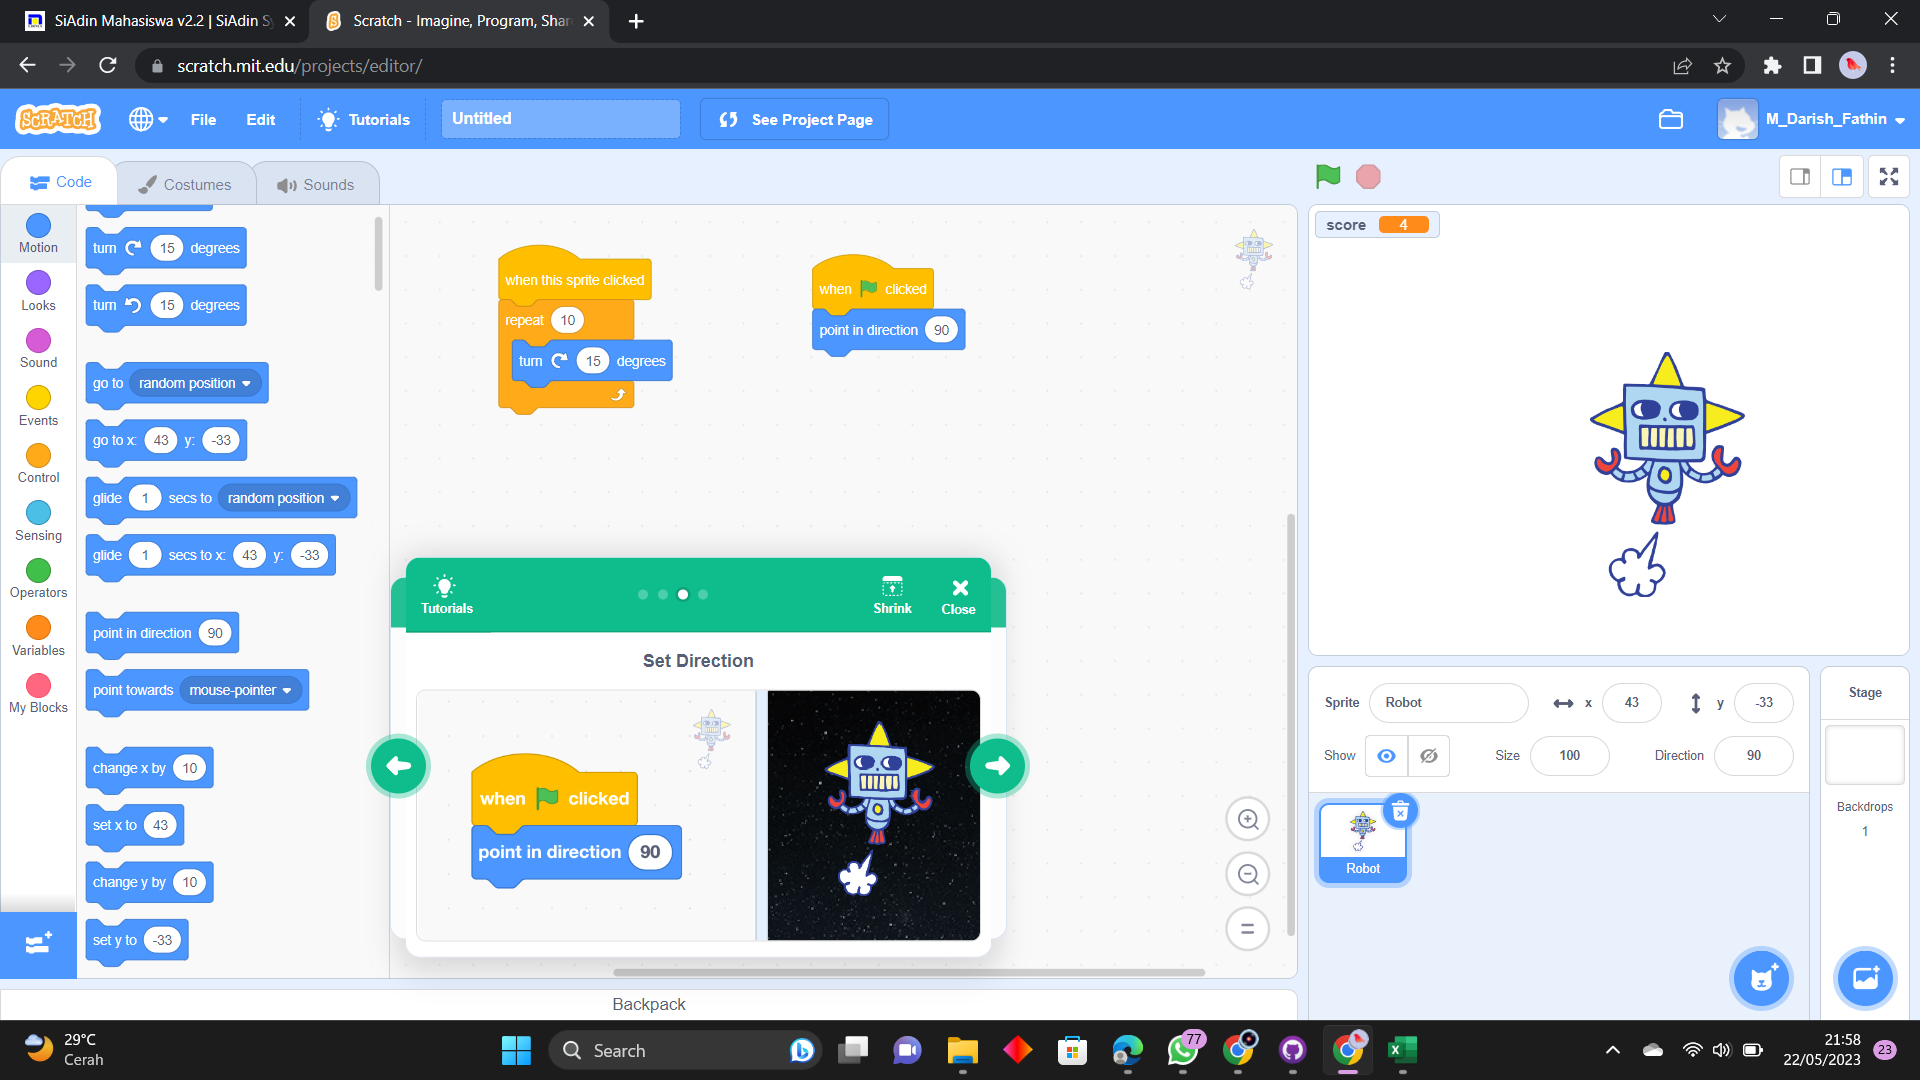 SiAdin Mahasiswa v2.2 | SiAdin S
Scratch - Imagine, Program, Shar
scratch.mit.edu/projects/editor/
SCRATCH
File
Edit
Tutorials
Untitled
See Project Page
M_Darish_Fathin
Code
Costumes
Sounds
Motion
Looks
Sound
Events
Control
Sensing
Operators
Variables
My Blocks
turn 15 degrees
turn 15 degrees
go to random position
go to x: 43 y: -33
glide 1 secs to random position
glide 1 secs to x: 43 y: -33
point in direction 90
point towards mouse-pointer
change x by 10
set x to 43
change y by 10
set y to -33
when this sprite clicked
repeat 10
turn 15 degrees
when clicked
point in direction 90
Tutorials
Shrink
Close
Set Direction
when clicked
point in direction 90
Backpack
score 4
Sprite Robot x 43 y -33
Show Size 100 Direction 90
Robot
Stage
Backdrops
1
29°C
Cerah
Search
77
21:58
22/05/2023
23